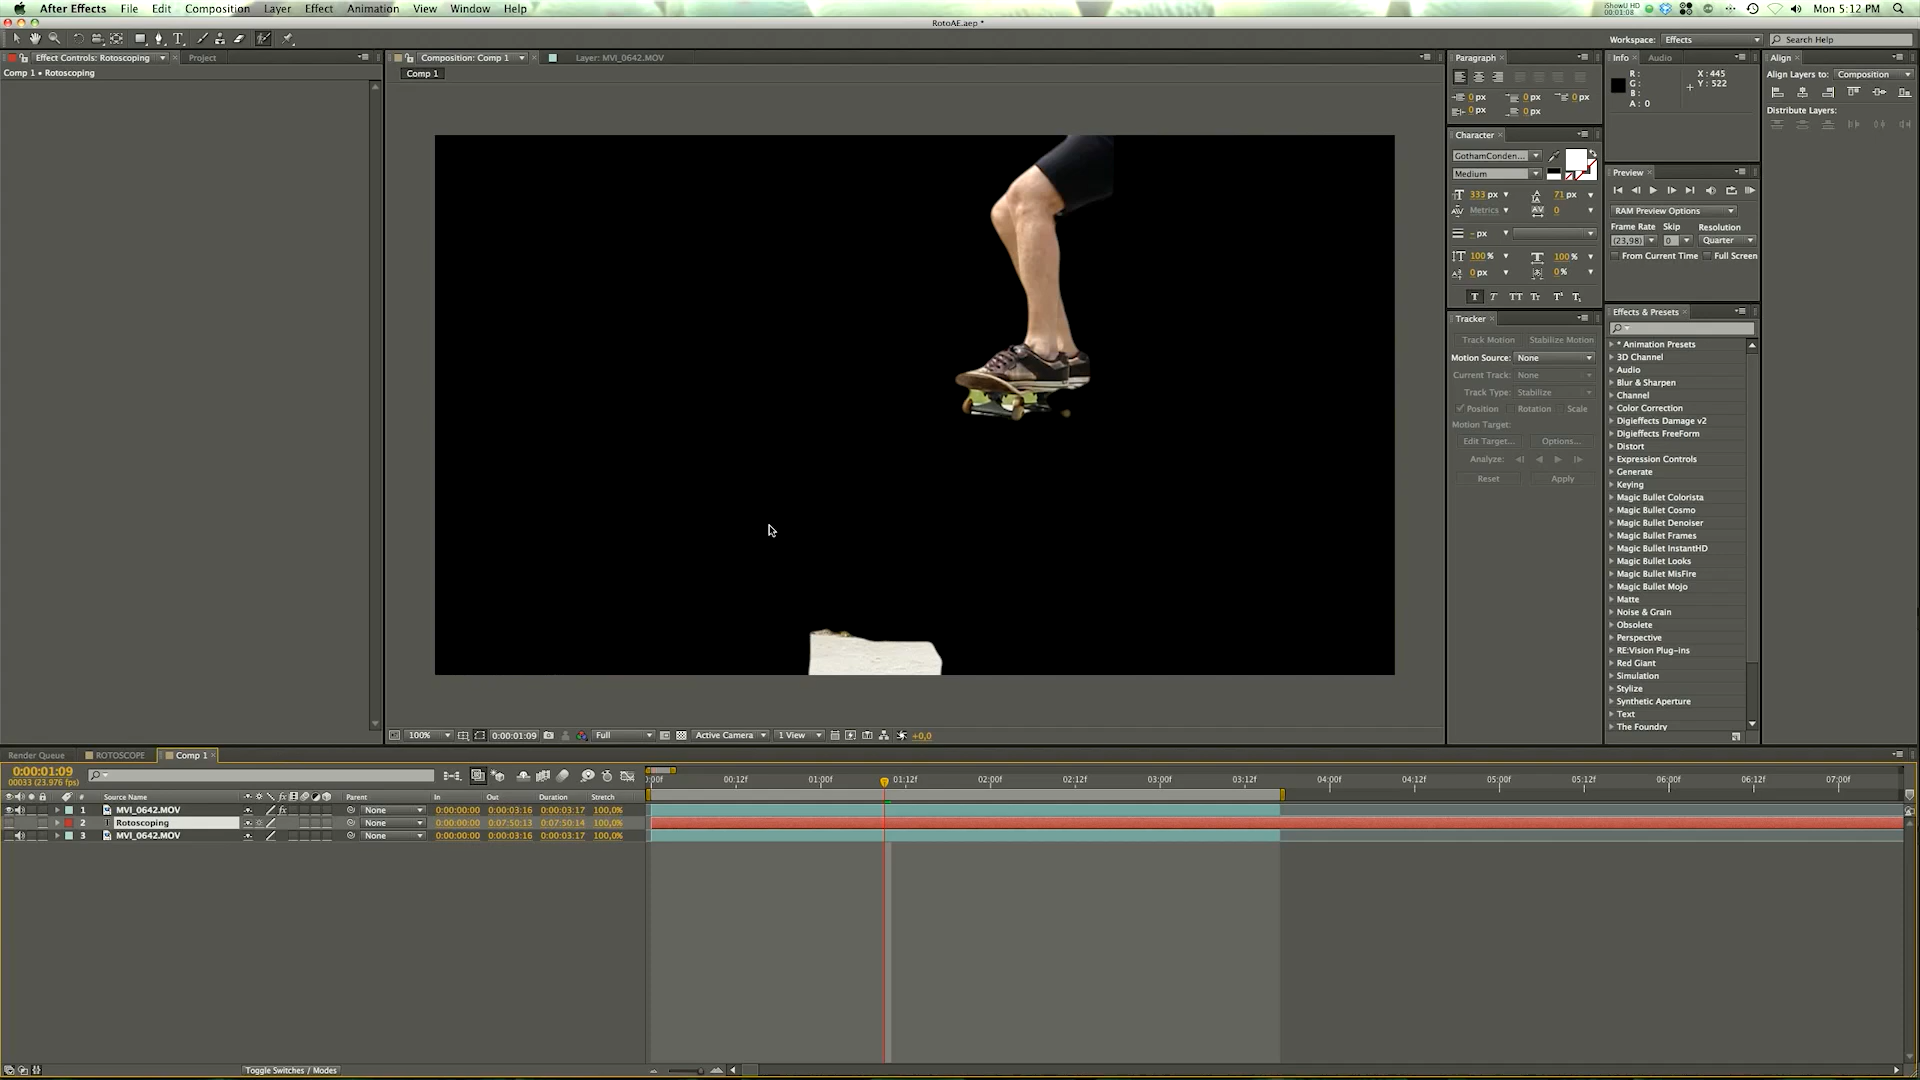 After Effects File Edit Composition Layer Effect Animation View Window Help
iShowU HD
00:01:08
Mon 5:12 PM
RotoAE.aep *
Workspace: Effects
Search Help
Effect Controls: Rotoscoping Project
Comp 1 • Rotoscoping
Composition: Comp 1 Layer: MVI_0642.MOV
Comp 1
Paragraph
0 px 0 px 0 px
0 px 0 px
Character
GothamConden...
Medium
333 px 71 px
Metrics 0
- px
100 % 100 %
0 px 0 %
T T TT Tr T¹ T₁
Tracker
Track Motion Stabilize Motion
Motion Source: None
Current Track: None
Track Type: Stabilize
Position Rotation Scale
Motion Target:
Edit Target... Options...
Analyze:
Reset Apply
Info Audio
R :
G :
B :
A : 0
X : 445
Y : 522
Preview
RAM Preview Options
Frame Rate Skip Resolution
(23,98) 0 Quarter
From Current Time Full Screen
Effects & Presets
* Animation Presets
3D Channel
Audio
Blur & Sharpen
Channel
Color Correction
Digieffects Damage v2
Digieffects FreeForm
Distort
Expression Controls
Generate
Keying
Magic Bullet Colorista
Magic Bullet Cosmo
Magic Bullet Denoiser
Magic Bullet Frames
Magic Bullet InstantHD
Magic Bullet Looks
Magic Bullet MisFire
Magic Bullet Mojo
Matte
Noise & Grain
Obsolete
Perspective
RE:Vision Plug-ins
Red Giant
Simulation
Stylize
Synthetic Aperture
Text
The Foundry
Align
Align Layers to: Composition
Distribute Layers:
100% 0:00:01:09 Full Active Camera 1 View +0,0
Render Queue ROTOSCOPE Comp 1
0:00:01:09
00033 (23.976 fps)
:00f 00:12f 01:00f 01:12f 02:00f 02:12f 03:00f 03:12f 04:00f 04:12f 05:00f 05:12f 06:00f 06:12f 07:00f
# Source Name Parent In Out Duration Stretch
1 MVI_0642.MOV None 0:00:00:00 0:00:03:16 0:00:03:17 100,0%
2 T Rotoscoping None 0:00:00:00 0:07:50:13 0:07:50:14 100,0%
3 MVI_0642.MOV None 0:00:00:00 0:00:03:16 0:00:03:17 100,0%
Toggle Switches / Modes